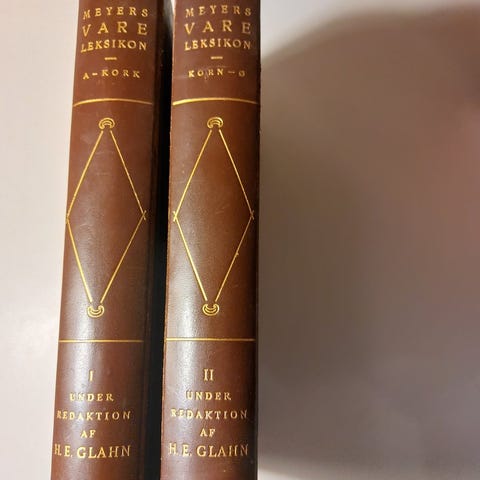 MEYERS
VARE
LEKSIKON
A-KORK
I
UNDER
REDAKTION
AF
H. E. GLAHN
MEYERS
VARE
LEKSIKON
KORN-Ø
II
UNDER
REDAKTION
AF
H. E. GLAHN